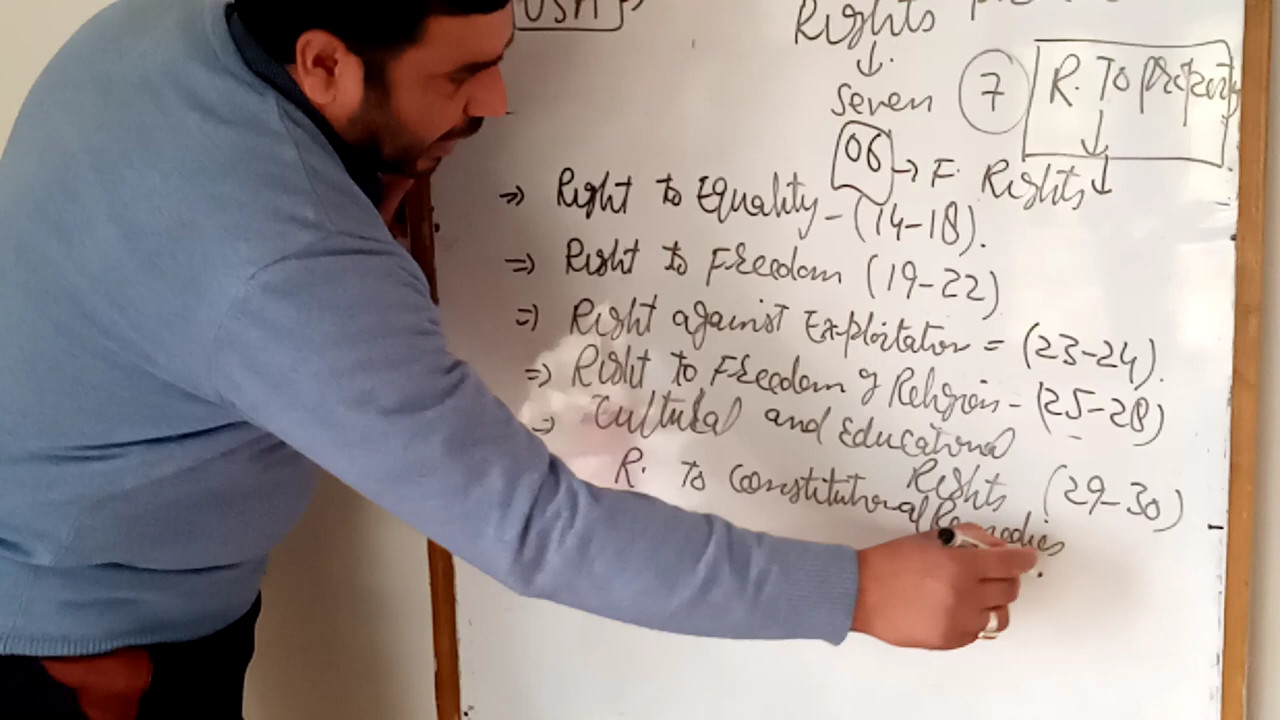 USA
Rights
Seven
7
R. To property
06 → F. Rights
⇒ Right to Equality - (14-18).
⇒ Right to Freedom (19-22)
⇒ Right against Exploitation = (23-24).
⇒ Right to Freedom of Religion - (25-28)
⇒ Cultural and Educational
Rights (29-30)
R. To Constitutional Remedies